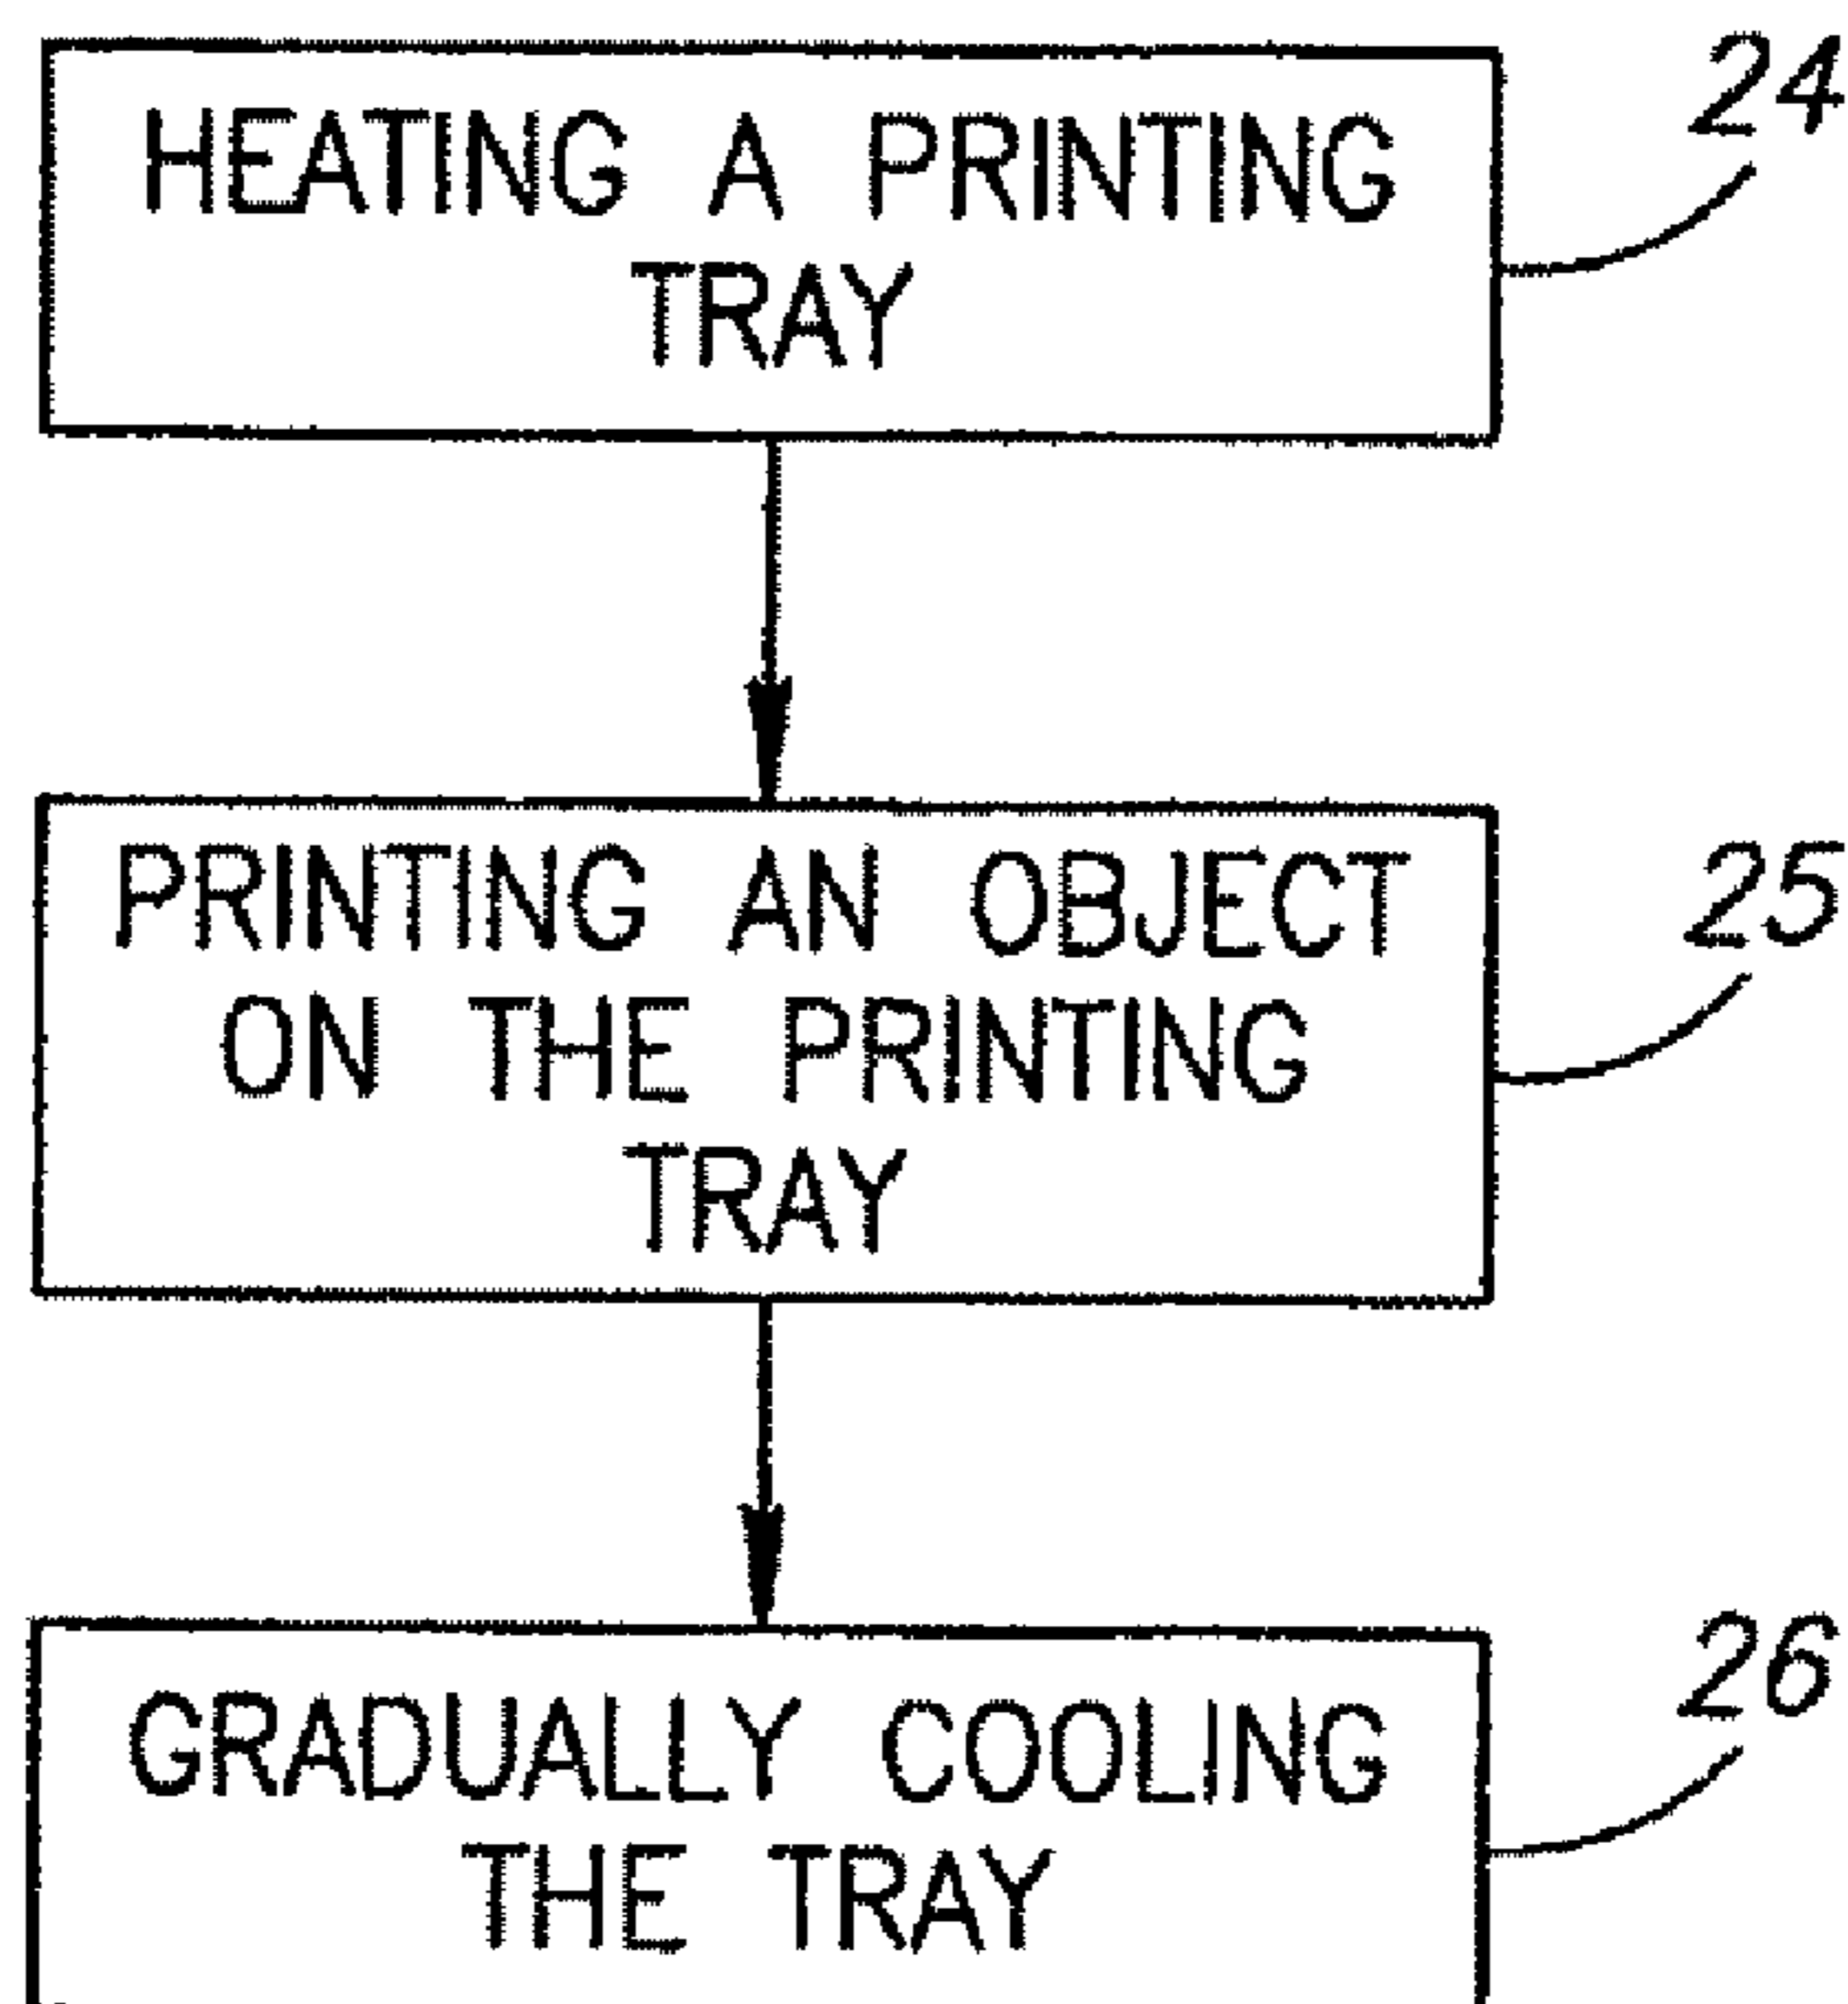 HEATING A PRINTING
TRAY
24
PRINTING AN OBJECT
ON THE PRINTING
TRAY
25
GRADUALLY COOLING
THE TRAY
26